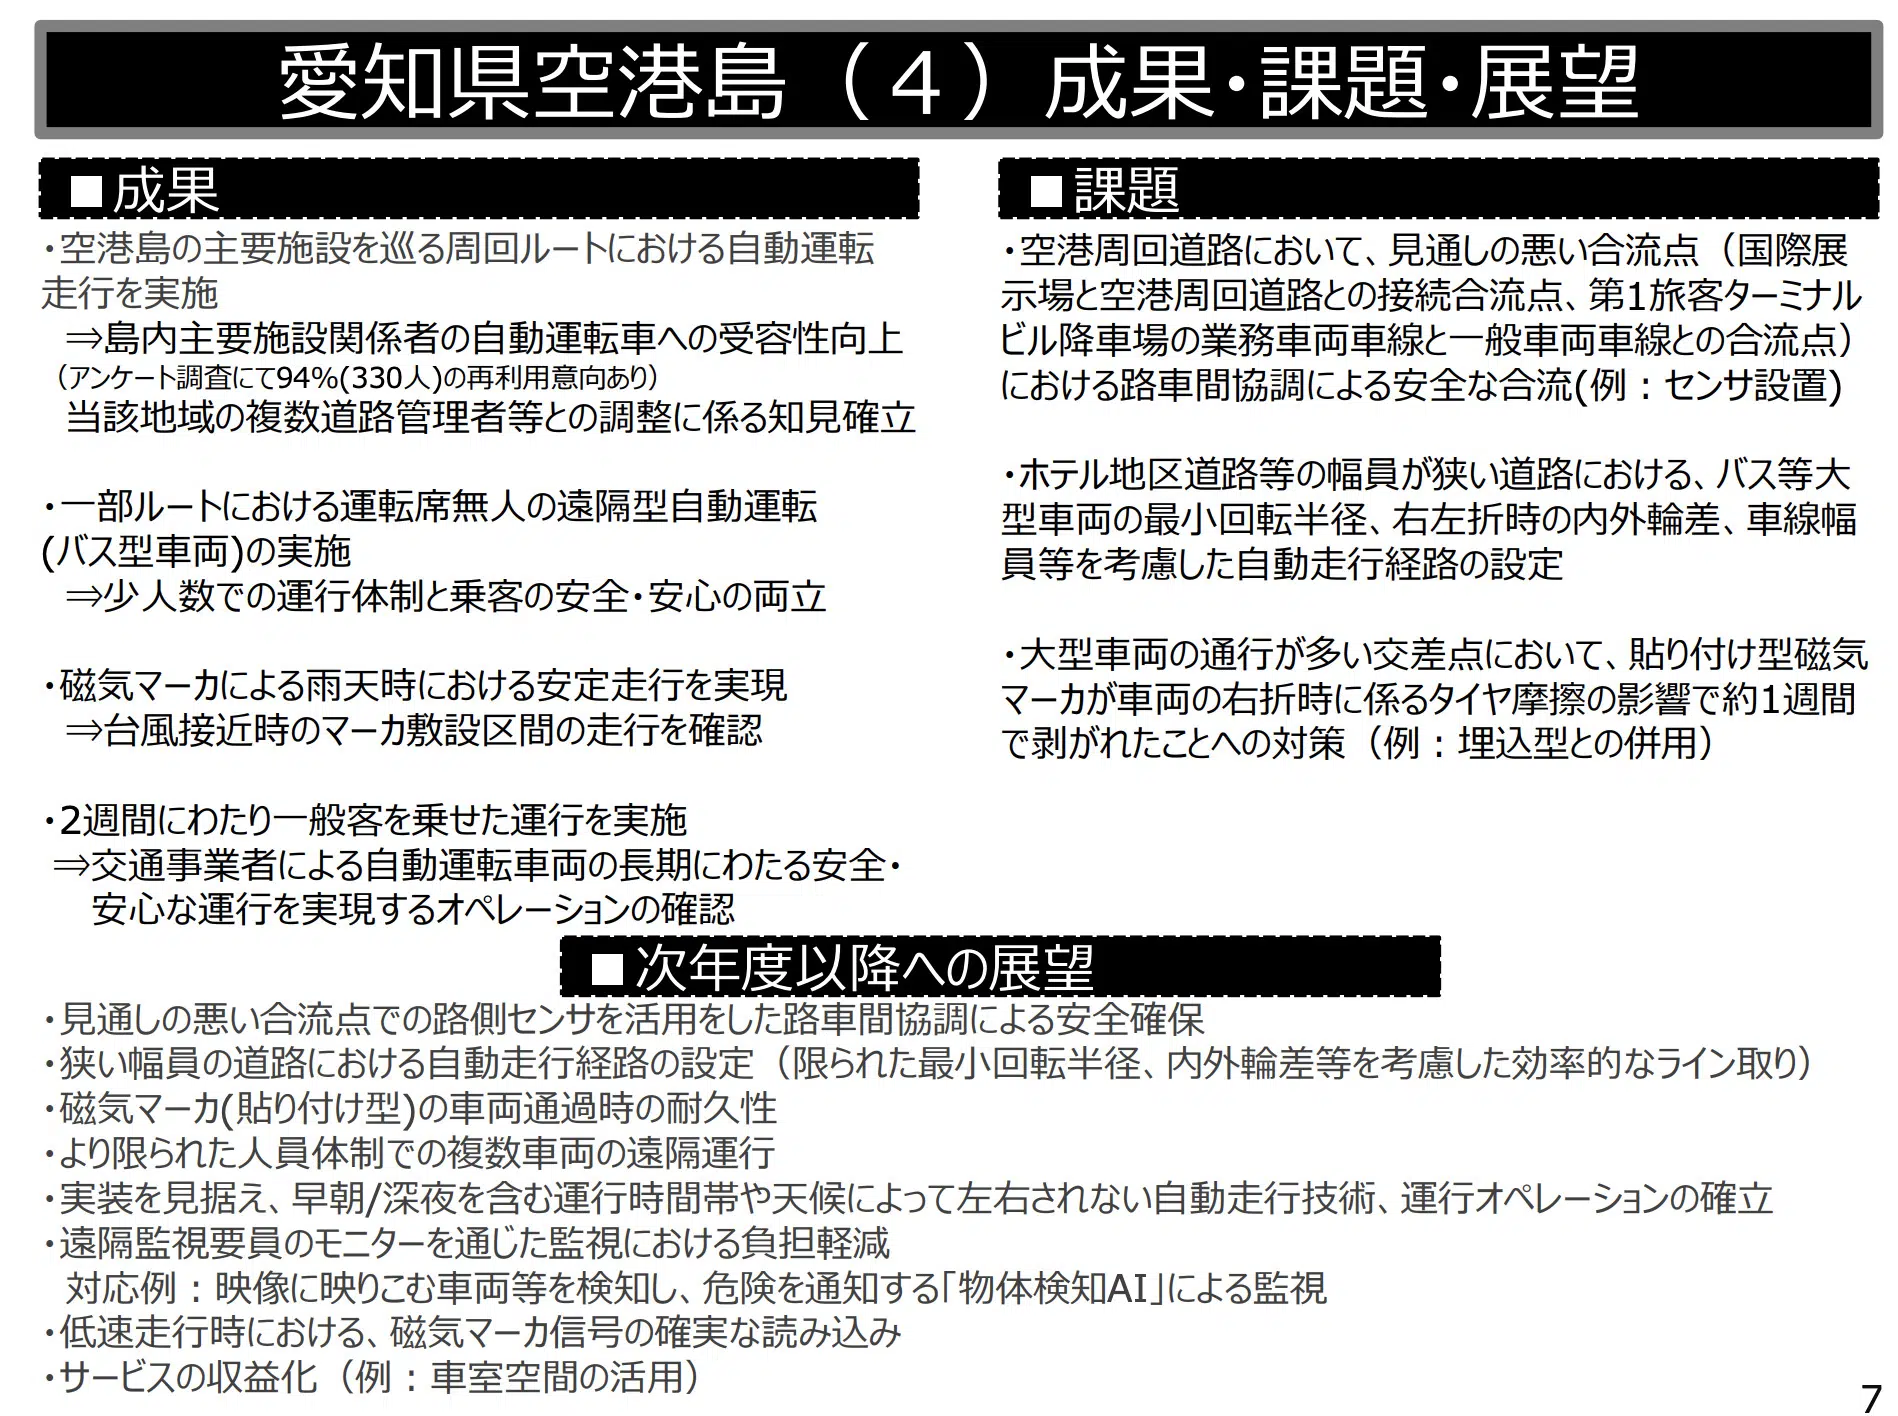 愛知県空港島（４）成果･課題･展望
■成果
･空港島の主要施設を巡る周回ルートにおける自動運転
走行を実施
⇒島内主要施設関係者の自動運転車への受容性向上
（アンケート調査にて94%(330人)の再利用意向あり）
当該地域の複数道路管理者等との調整に係る知見確立
･一部ルートにおける運転席無人の遠隔型自動運転
(バス型車両)の実施
⇒少人数での運行体制と乗客の安全･安心の両立
･磁気マーカによる雨天時における安定走行を実現
⇒台風接近時のマーカ敷設区間の走行を確認
･2週間にわたり一般客を乗せた運行を実施
⇒交通事業者による自動運転車両の長期にわたる安全･
安心な運行を実現するオペレーションの確認
■課題
･空港周回道路において、見通しの悪い合流点（国際展
示場と空港周回道路との接続合流点、第1旅客ターミナル
ビル降車場の業務車両車線と一般車両車線との合流点）
における路車間協調による安全な合流(例：センサ設置)
･ホテル地区道路等の幅員が狭い道路における、バス等大
型車両の最小回転半径、右左折時の内外輪差、車線幅
員等を考慮した自動走行経路の設定
･大型車両の通行が多い交差点において、貼り付け型磁気
マーカが車両の右折時に係るタイヤ摩擦の影響で約1週間
で剥がれたことへの対策（例：埋込型との併用）
■次年度以降への展望
･見通しの悪い合流点での路側センサを活用をした路車間協調による安全確保
･狭い幅員の道路における自動走行経路の設定（限られた最小回転半径、内外輪差等を考慮した効率的なライン取り）
･磁気マーカ(貼り付け型)の車両通過時の耐久性
･より限られた人員体制での複数車両の遠隔運行
･実装を見据え、早朝/深夜を含む運行時間帯や天候によって左右されない自動走行技術、運行オペレーションの確立
･遠隔監視要員のモニターを通じた監視における負担軽減
対応例：映像に映りこむ車両等を検知し、危険を通知する｢物体検知AI｣による監視
･低速走行時における、磁気マーカ信号の確実な読み込み
･サービスの収益化（例：車室空間の活用）
7